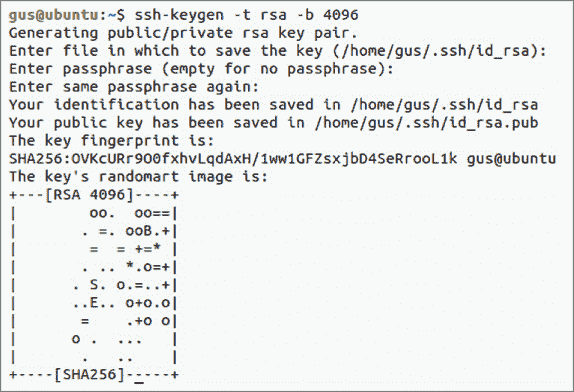 gus@ubuntu:~$ ssh-keygen -t rsa -b 4096
Generating public/private rsa key pair.
Enter file in which to save the key (/home/gus/.ssh/id_rsa):
Enter passphrase (empty for no passphrase):
Enter same passphrase again:
Your identification has been saved in /home/gus/.ssh/id_rsa
Your public key has been saved in /home/gus/.ssh/id_rsa.pub
The key fingerprint is:
SHA256:OVKcURr9O0fxhvLqdAxH/1ww1GFZsxjbD4SeRrooL1k gus@ubuntu
The key's randomart image is:
+---[RSA 4096]----+
|        oo.  oo==|
|       . =. ooB.+|
|        =  = +=* |
|       . .. *.o=+|
|      . S. o.=..+|
|      ..E.. o+o.o|
|       =    .+o o|
|      o .  ...   |
|       .   ..    |
+----[SHA256]-----+